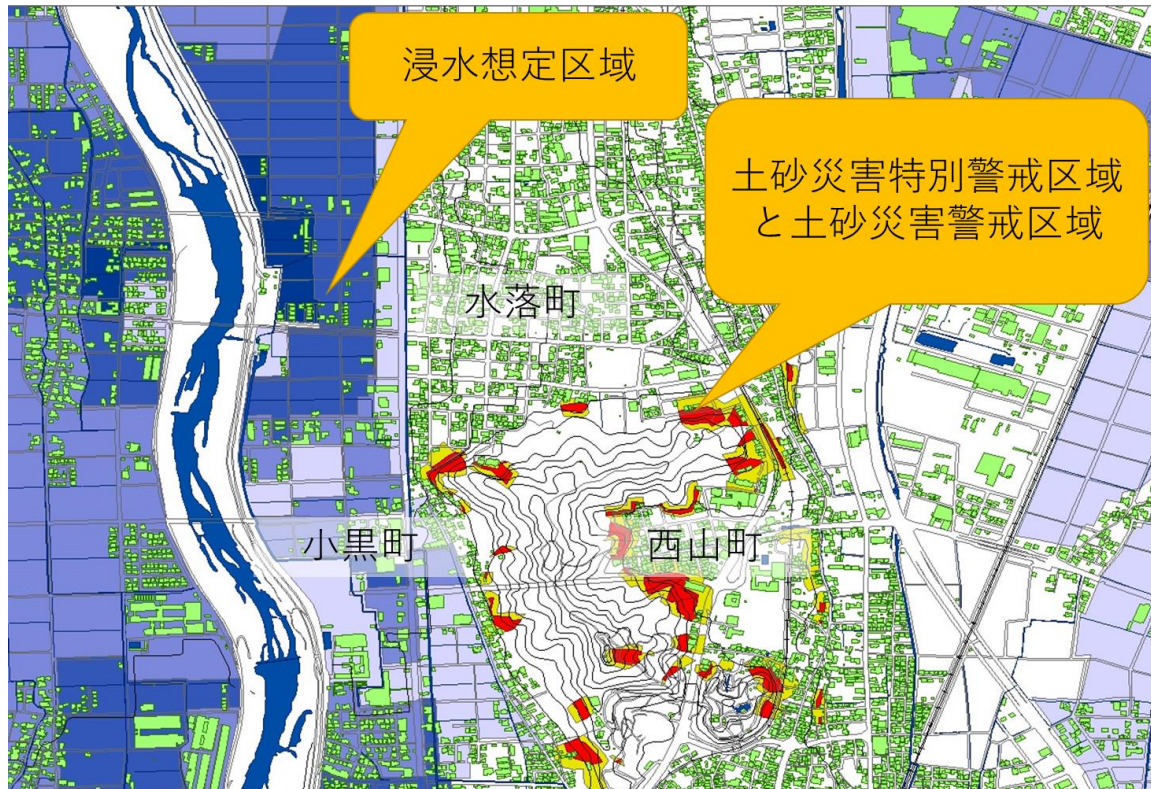 浸水想定区域
土砂災害特別警戒区域
と土砂災害警戒区域
水落町
小黒町
西山町